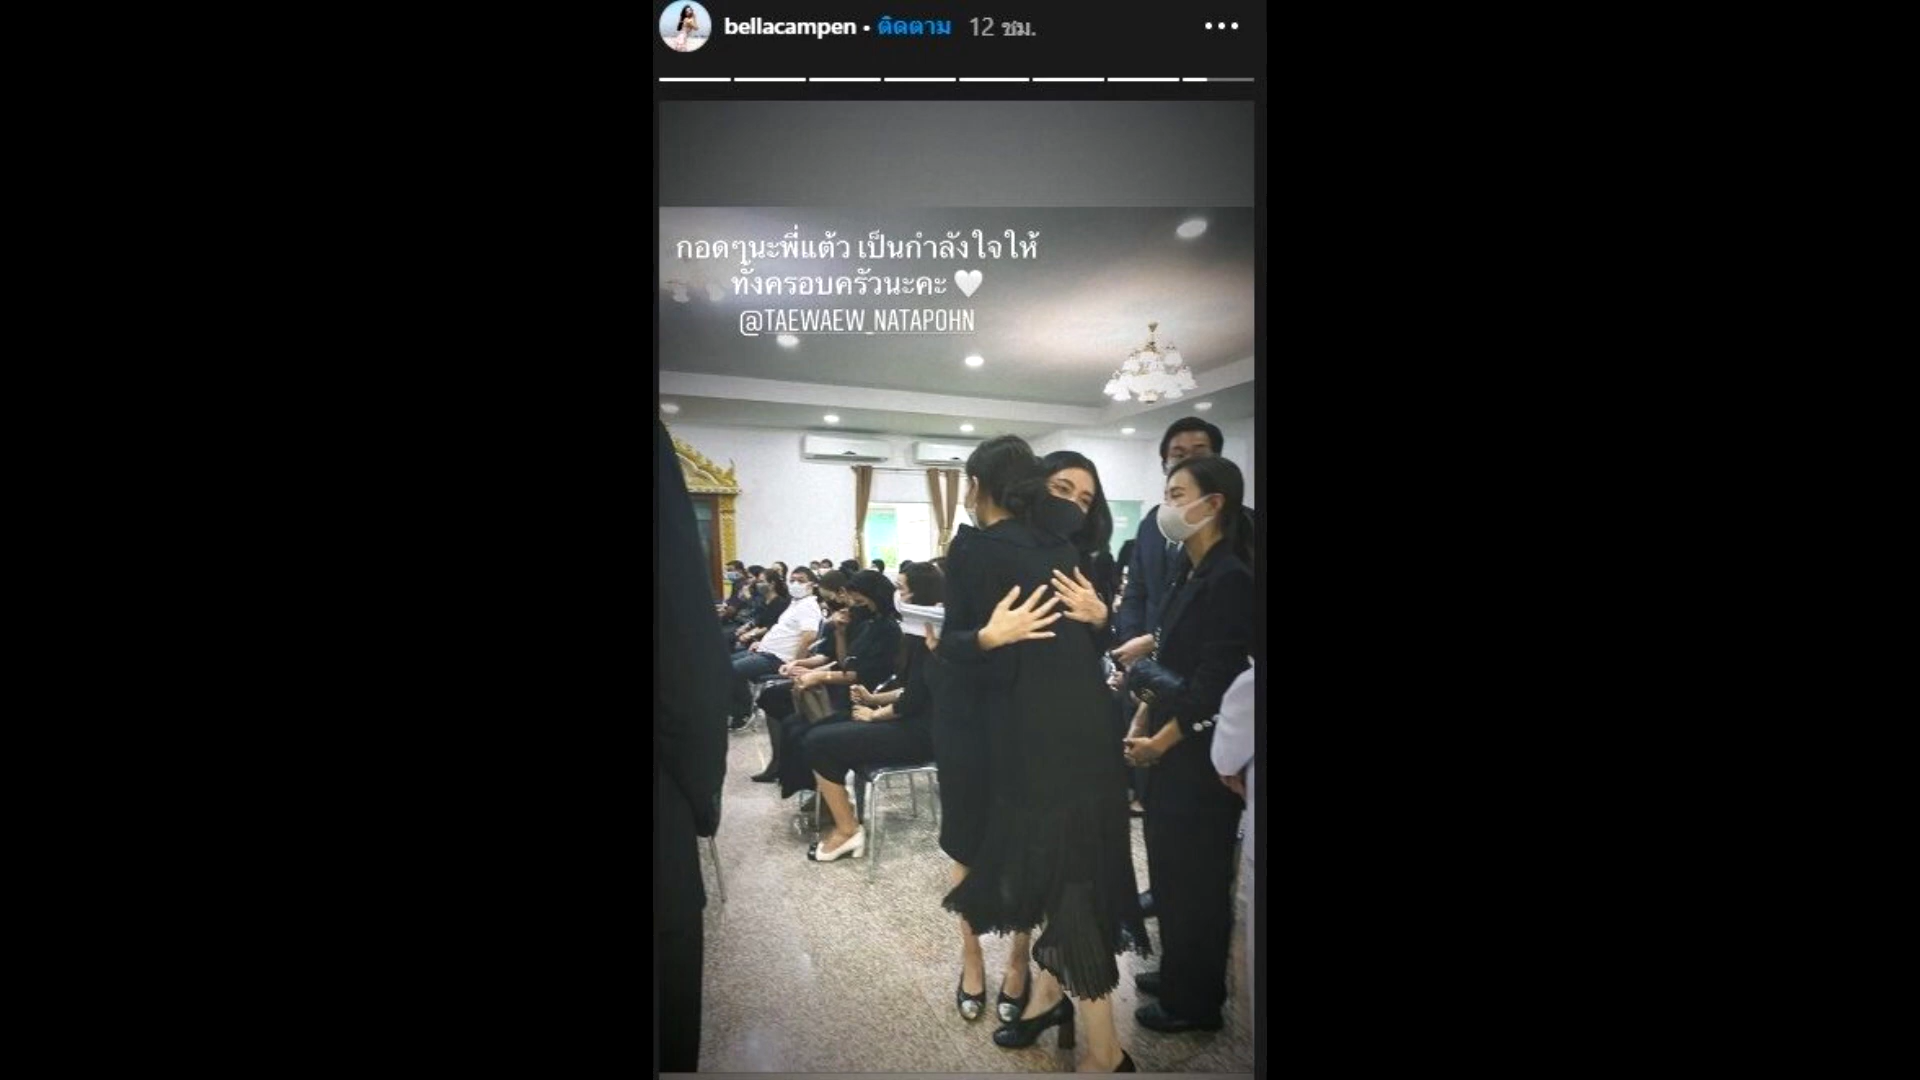 bellacampen • ติดตาม 12 ชม.
กอดๆนะพี่แต้ว เป็นกำลังใจให้
ทั้งครอบครัวนะคะ 🤍
@TAEWAEW_NATAPOHN